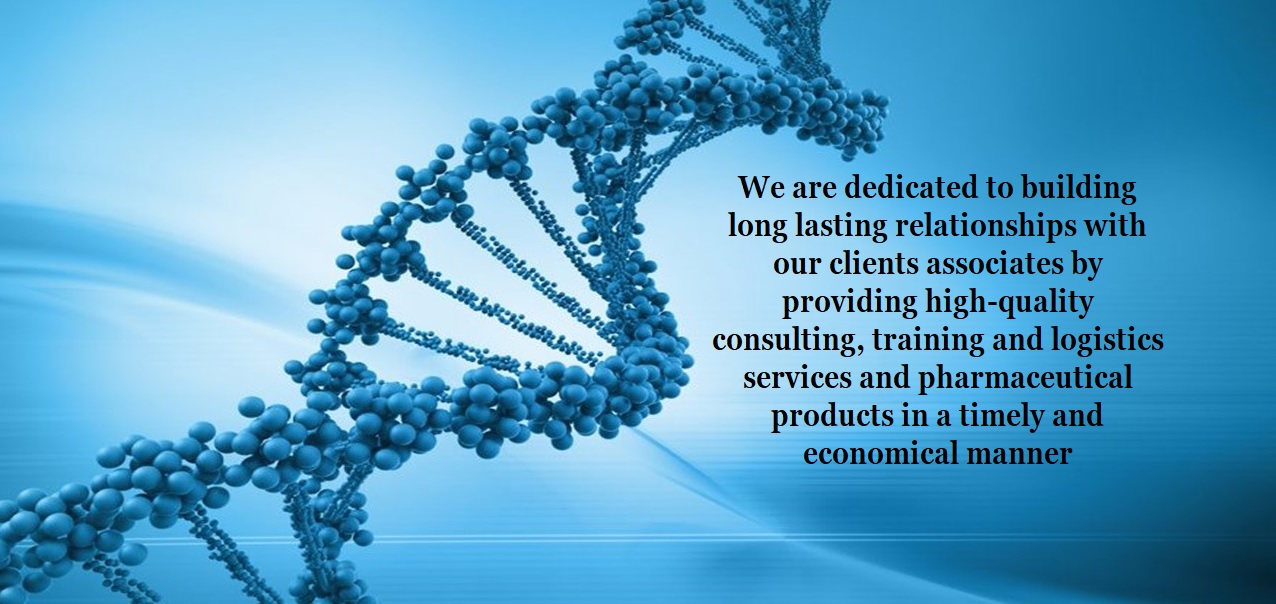 We are dedicated to building
long lasting relationships with
our clients associates by
providing high-quality
consulting, training and logistics
services and pharmaceutical
products in a timely and
economical manner